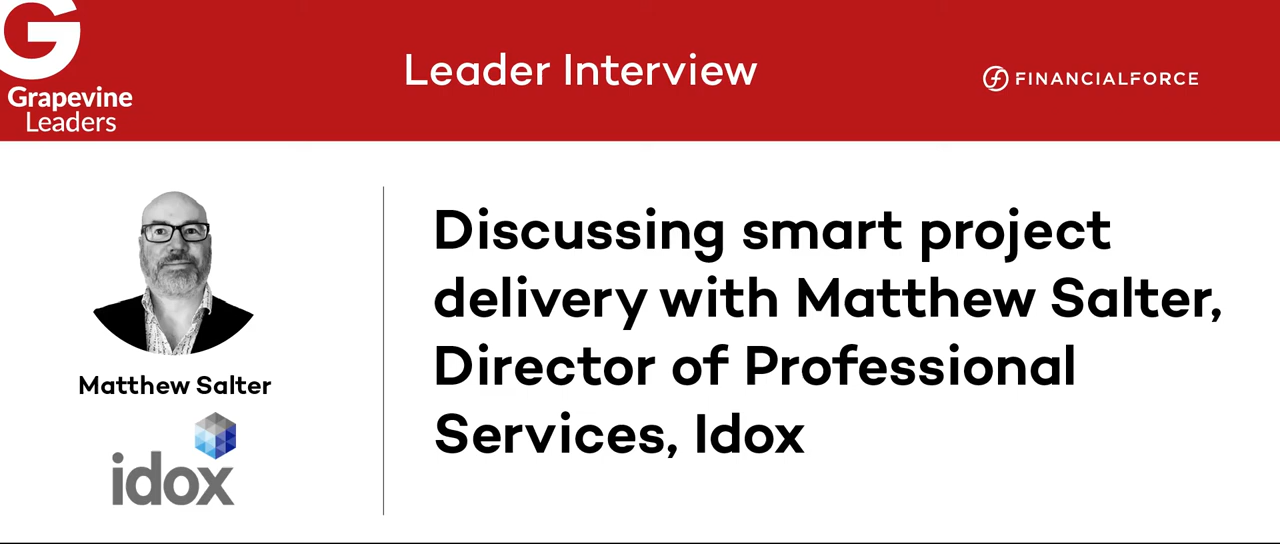 Grapevine
Leaders
Leader Interview
FINANCIALFORCE
Matthew Salter
idox
Discussing smart project
delivery with Matthew Salter,
Director of Professional
Services, Idox